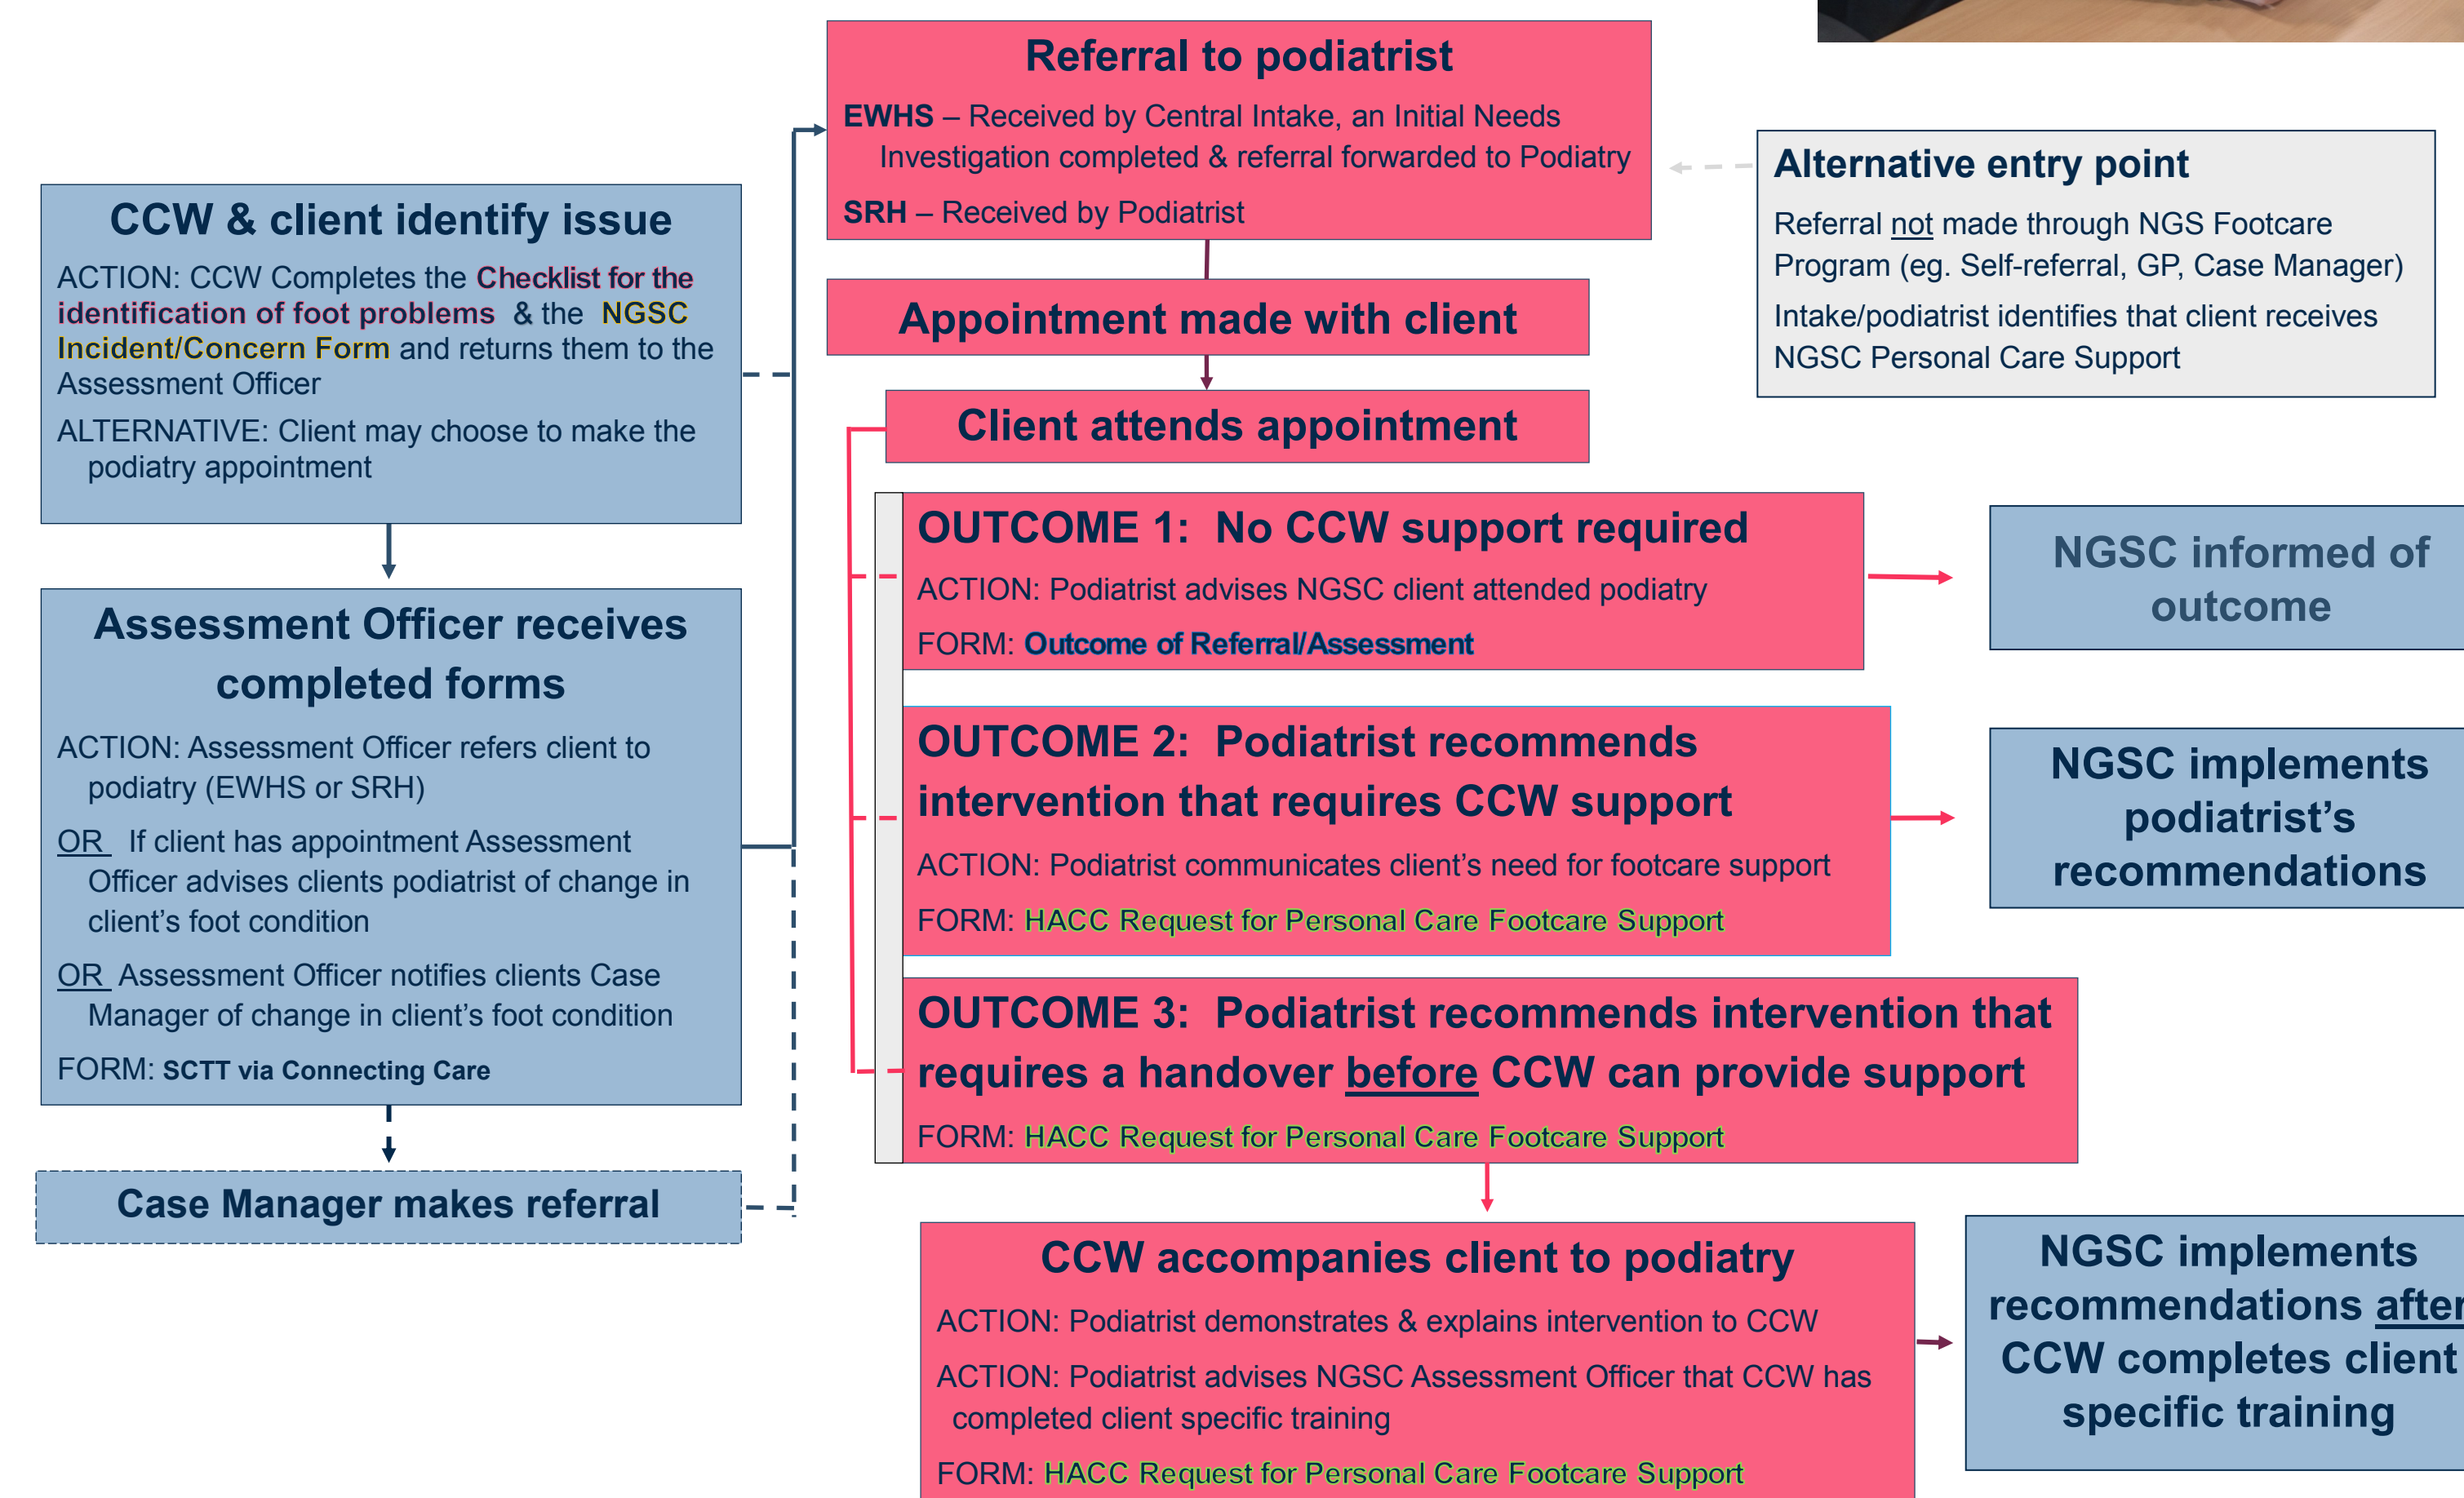 CCW & client identify issue
ACTION: CCW Completes the Checklist for the
identification of foot problems & the NGSC
Incident/Concern Form and returns them to the
Assessment Officer
ALTERNATIVE: Client may choose to make the
podiatry appointment
Assessment Officer receives
completed forms
ACTION: Assessment Officer refers client to
podiatry (EWHS or SRH)
OR If client has appointment Assessment
Officer advises clients podiatrist of change in
client’s foot condition
OR Assessment Officer notifies clients Case
Manager of change in client’s foot condition
FORM: SCTT via Connecting Care
Case Manager makes referral
Referral to podiatrist
EWHS – Received by Central Intake, an Initial Needs
Investigation completed & referral forwarded to Podiatry
SRH – Received by Podiatrist
Alternative entry point
Referral not made through NGS Footcare
Program (eg. Self-referral, GP, Case Manager)
Intake/podiatrist identifies that client receives
NGSC Personal Care Support
Appointment made with client
Client attends appointment
OUTCOME 1: No CCW support required
ACTION: Podiatrist advises NGSC client attended podiatry
FORM: Outcome of Referral/Assessment
NGSC informed of
outcome
OUTCOME 2: Podiatrist recommends
intervention that requires CCW support
ACTION: Podiatrist communicates client’s need for footcare support
FORM: HACC Request for Personal Care Footcare Support
NGSC implements
podiatrist’s
recommendations
OUTCOME 3: Podiatrist recommends intervention that
requires a handover before CCW can provide support
FORM: HACC Request for Personal Care Footcare Support
CCW accompanies client to podiatry
ACTION: Podiatrist demonstrates & explains intervention to CCW
ACTION: Podiatrist advises NGSC Assessment Officer that CCW has
completed client specific training
FORM: HACC Request for Personal Care Footcare Support
NGSC implements
recommendations after
CCW completes client
specific training